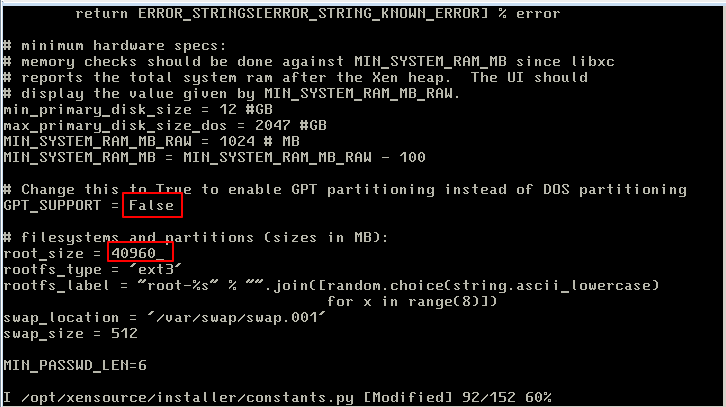 return ERROR_STRINGS[ERROR_STRING_KNOWN_ERROR] % error
# minimum hardware specs:
# memory checks should be done against MIN_SYSTEM_RAM_MB since libxc
# reports the total system ram after the Xen heap.  The UI should
# display the value given by MIN_SYSTEM_RAM_MB_RAW.
min_primary_disk_size = 12 #GB
max_primary_disk_size_dos = 2047 #GB
MIN_SYSTEM_RAM_MB_RAW = 1024 # MB
MIN_SYSTEM_RAM_MB = MIN_SYSTEM_RAM_MB_RAW - 100
# Change this to True to enable GPT partitioning instead of DOS partitioning
GPT_SUPPORT = False
# filesystems and partitions (sizes in MB):
root_size = 40960_
rootfs_type = 'ext3'
rootfs_label = "root-%s" % "".join([random.choice(string.ascii_lowercase)
for x in range(8)])
swap_location = '/var/swap/swap.001'
swap_size = 512
MIN_PASSWD_LEN=6
I /opt/xensource/installer/constants.py [Modified] 92/152 60%